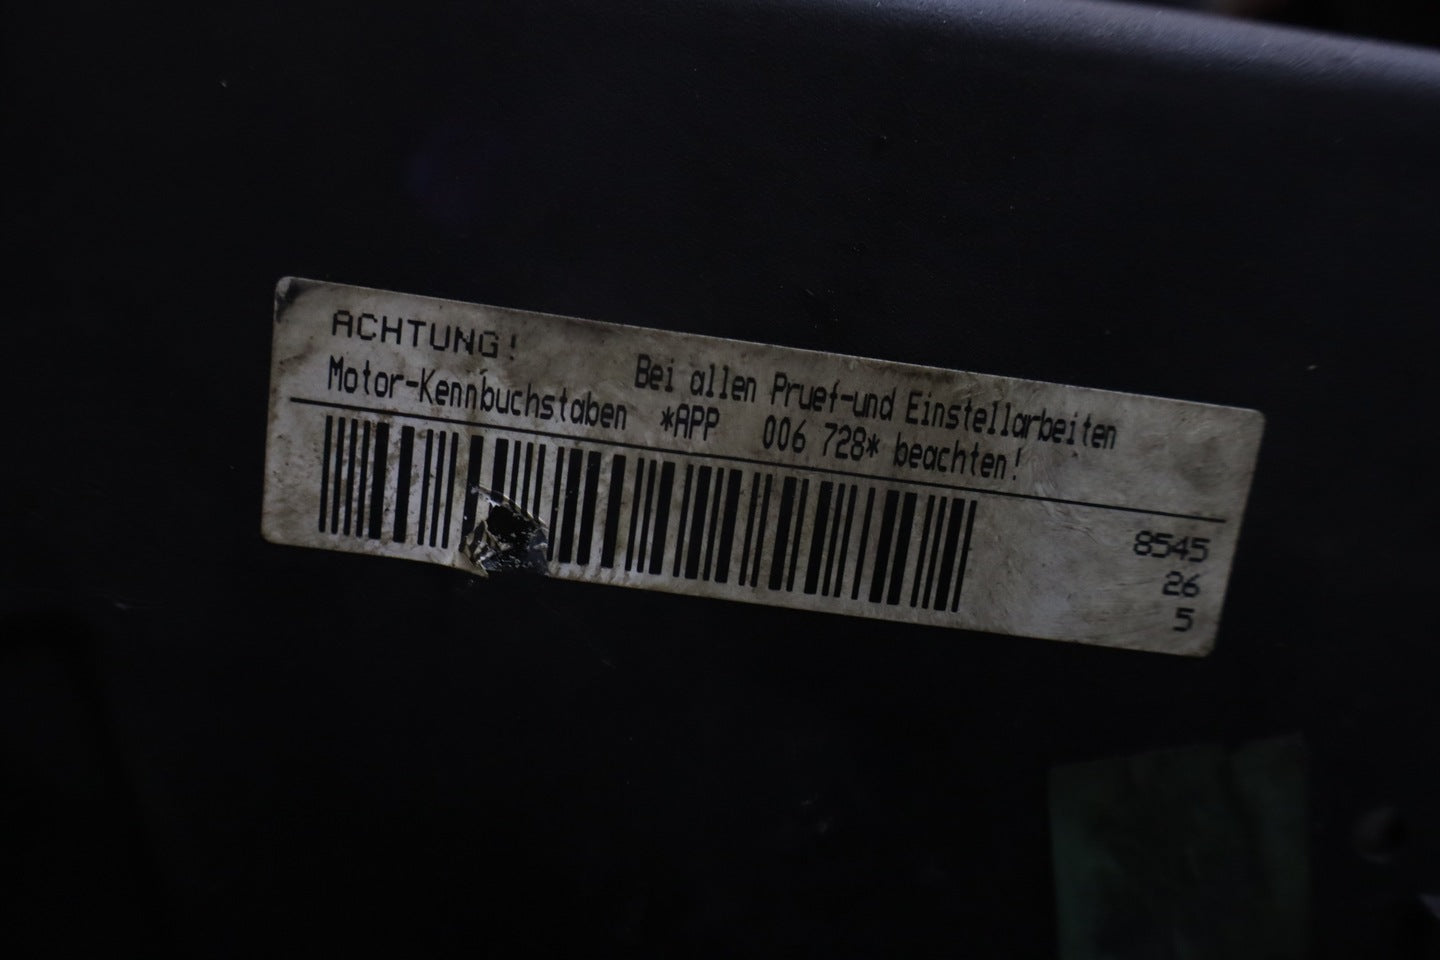 ACHTUNG! Bei allen Pruef-und Einstellarbeiten
Motor-Kennbuchstaben *APP 006 728* beachten!
8545
26
5